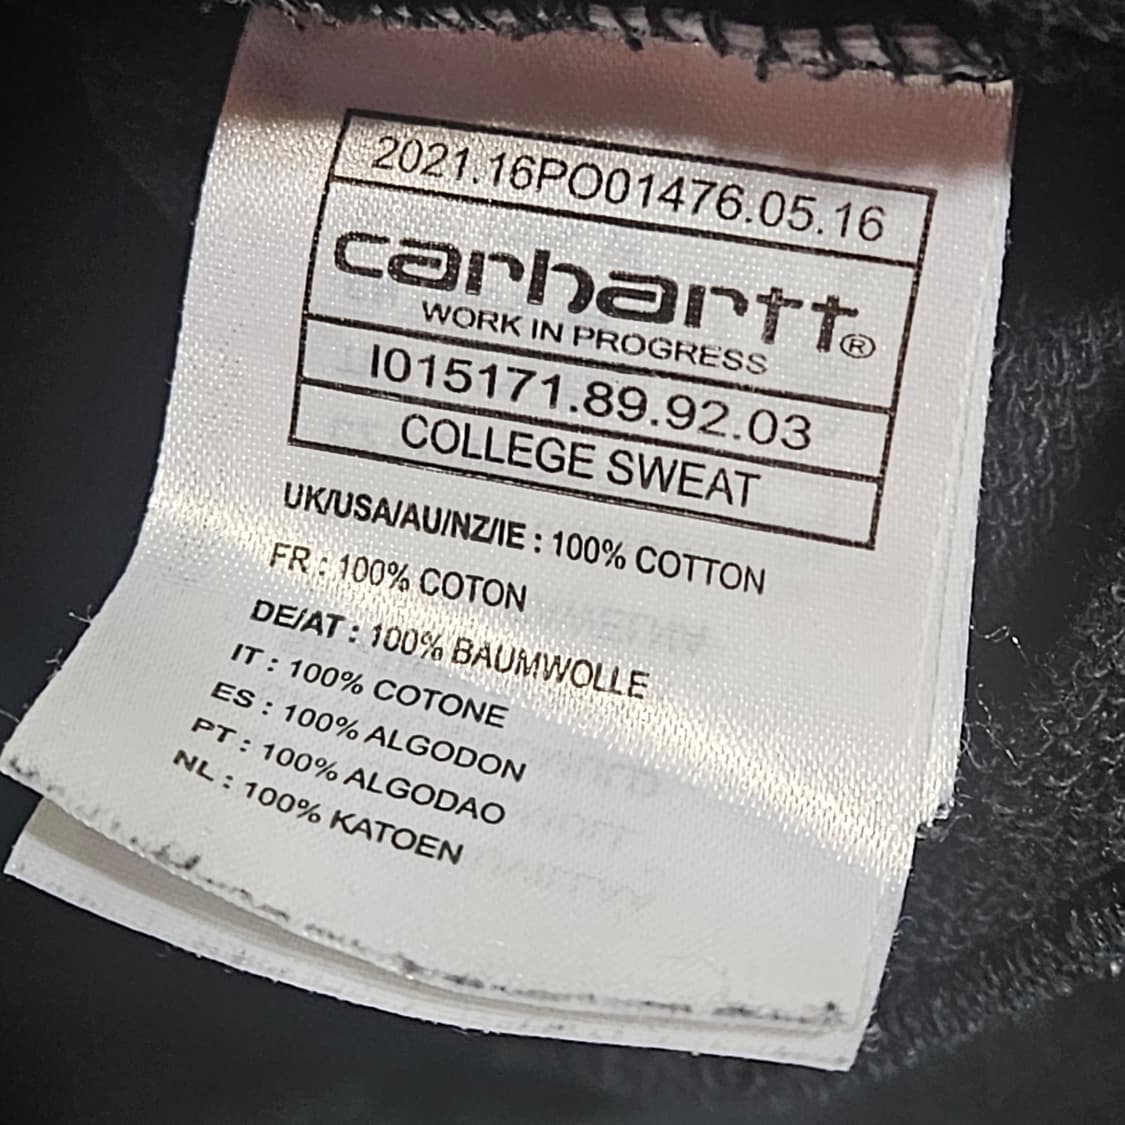 2021.16PO01476.05.16
carhartt®
WORK IN PROGRESS
I015171.89.92.03
COLLEGE SWEAT
UK/USA/AU/NZ/IE : 100% COTTON
FR : 100% COTON
DE/AT : 100% BAUMWOLLE
IT : 100% COTONE
ES : 100% ALGODON
PT : 100% ALGODAO
NL : 100% KATOEN